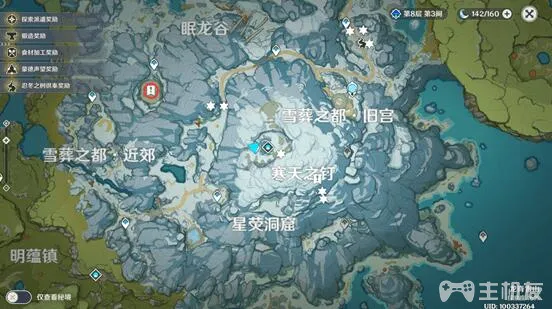 探索派遣奖励
锻造奖励
食材加工奖励
蒙德声望奖励
忍冬之树供奉奖励
第8层 第3间
142/160
眠龙谷
雪葬之都·旧宫
雪葬之都·近郊
寒天之钉
星荧洞窟
明蕴镇
仅查看秘境
主机友
UID: 100337264